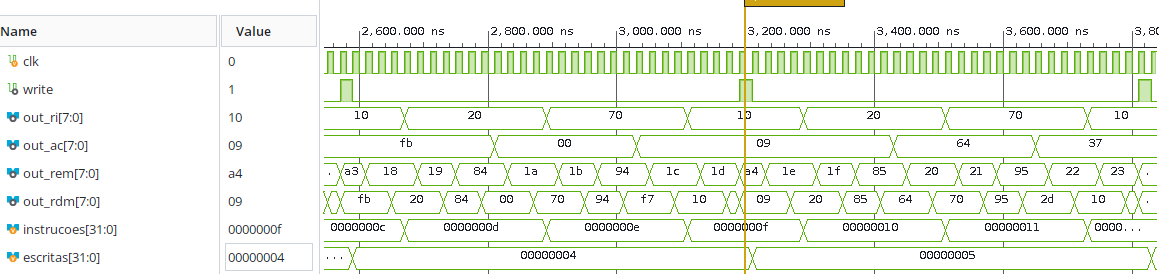 Name Value 2,600.000 ns 2,800.000 ns 3,000.000 ns 3,200.000 ns 3,400.000 ns 3,600.000 ns 3,80
clk 0
write 1
out_ri[7:0] 10 10 20 70 10 20 70 10
out_ac[7:0] 09 fb 00 09 64 37
out_rem[7:0] a4 . a3 18 19 84 1a 1b 94 1c 1d a4 1e 1f 85 20 21 95 22 23 .
out_rdm[7:0] 09 fb 20 84 00 70 94 f7 10 09 20 85 64 70 95 2d 10 .
instrucoes[31:0] 0000000f 0000000c 0000000d 0000000e 0000000f 00000010 00000011 0000...
escritas[31:0] 00000004 ... 00000004 00000005